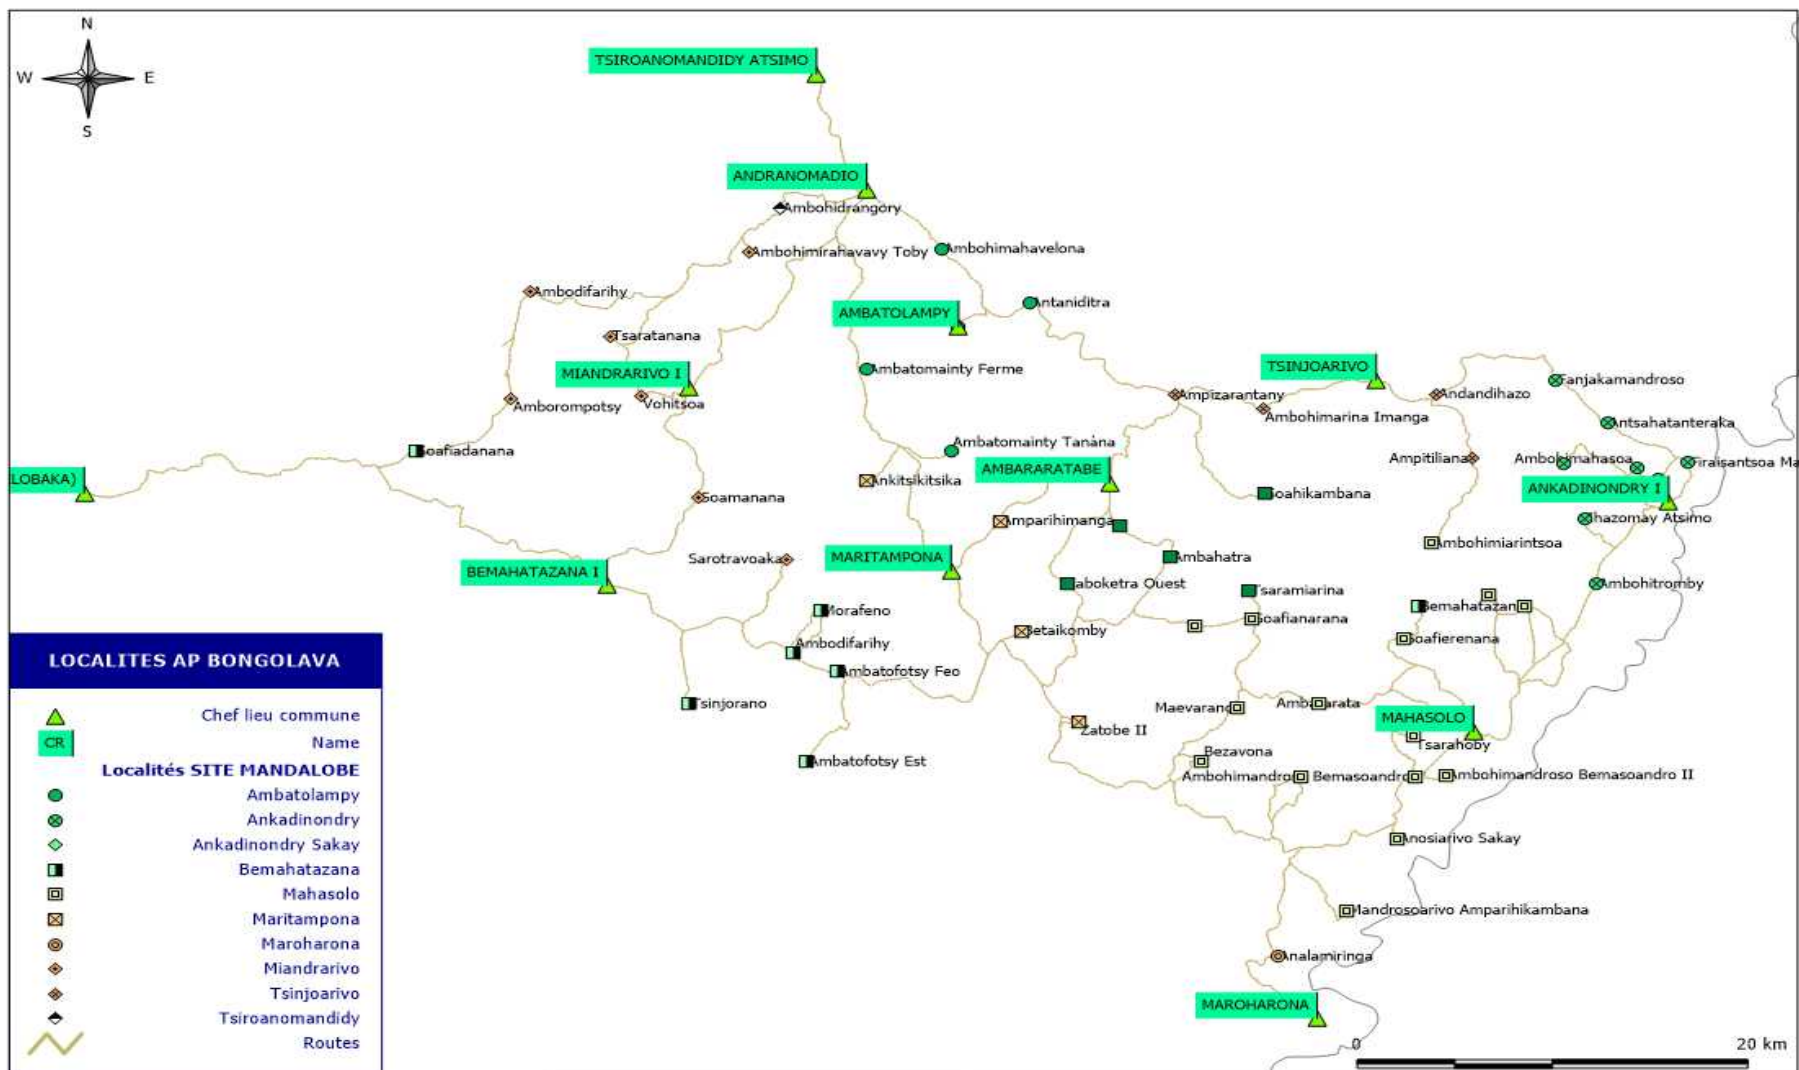 N
W
E
S
TSIROANOMANDIDY ATSIMO
ANDRANOMADIO
Ambohidrangory
Ambohimirahavavy Toby
Ambohimahavelona
Ambodifarihy
Antaniditra
AMBATOLAMPY
Tsaratanana
MIANDRARIVO I
Ambatomainty Ferme
TSINJOARIVO
Fanjakamandroso
Amborompotsy
Vohitsoa
Ampizarantany
Ambohimarina Imanga
Andandihazo
Antsahatanteraka
Soafiadanana
Ambatomainty Tanàna
Ampitiliana
Ambohimahasoa
Firaisantsoa Ma
LOBAKA)
Ankitsikitsika
AMBARARATABE
ANKADINONDRY I
Soamanana
Soahikambana
Amparihimanga
Ihazomay Atsimo
Sarotravoaka
MARITAMPONA
Ambahatra
Ambohimiarintsoa
BEMAHATAZANA I
Laboketra Ouest
Tsaramiarina
Ambohitromby
Morafeno
Bemahatazana
Soafianarana
Betaikomby
Soafierenana
Ambodifarihy
Ambatofotsy Feo
Tsinjorano
Maevarano
Ambararata
MAHASOLO
Zatobe II
Tsarahoby
Bezavona
Ambatofotsy Est
Ambohimandroso
Bemasoandro
Ambohimandroso Bemasoandro II
Anosiarivo Sakay
Mandrosoarivo Amparihikambana
Analamiringa
MAROHARONA
0
20 km
LOCALITES AP BONGOLAVA
Chef lieu commune
CR
Name
Localités SITE MANDALOBE
Ambatolampy
Ankadinondry
Ankadinondry Sakay
Bemahatazana
Mahasolo
Maritampona
Maroharona
Miandrarivo
Tsinjoarivo
Tsiroanomandidy
Routes